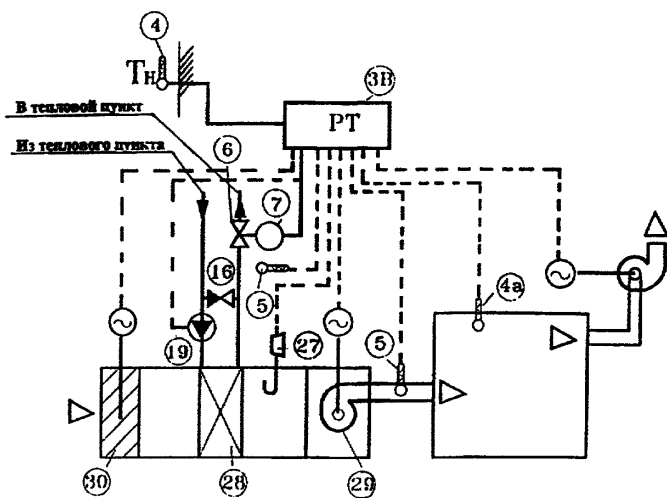 4
Тн
3В
РТ
В тепловой пункт
Из теплового пункта
6
7
16
5
4а
19
27
5
30
28
29